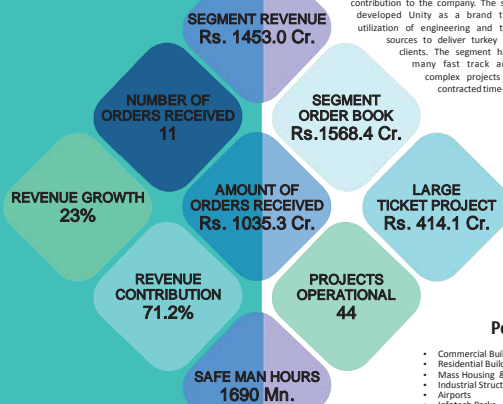 contribution to the company. The s
developed Unity as a brand t
utilization of engineering and t
sources to deliver turkey
clients. The segment h
many fast track a
complex projects
contracted time-
SEGMENT REVENUE
Rs. 1453.0 Cr.
NUMBER OF
ORDERS RECEIVED
11
SEGMENT
ORDER BOOK
Rs.1568.4 Cr.
REVENUE GROWTH
23%
AMOUNT OF
ORDERS RECEIVED
Rs. 1035.3 Cr.
LARGE
TICKET PROJECT
Rs. 414.1 Cr.
REVENUE
CONTRIBUTION
71.2%
PROJECTS
OPERATIONAL
44
SAFE MAN HOURS
1690 Mn.
• Commercial Buil
• Residential Build
• Mass Housing &
• Industrial Struct
• Airports